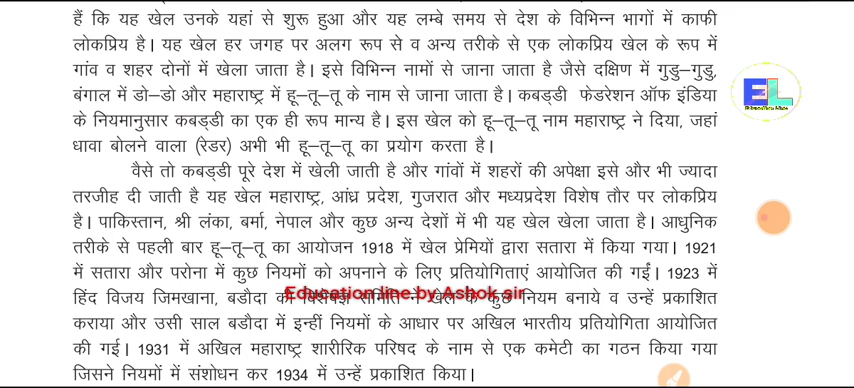 हैं कि यह खेल उनके यहां से शुरू हुआ और यह लम्बे समय से देश के विभिन्न भागों में काफी
लोकप्रिय है। यह खेल हर जगह पर अलग रूप से व अन्य तरीके से एक लोकप्रिय खेल के रूप में
गांव व शहर दोनों में खेला जाता है। इसे विभिन्न नामों से जाना जाता है जैसे दक्षिण में गुडु–गुडु,
बंगाल में डो–डो और महाराष्ट्र में हू–तू–तू के नाम से जाना जाता है। कबड्डी फेडरेशन ऑफ इंडिया
के नियमानुसार कबड्डी का एक ही रूप मान्य है। इस खेल को हू–तू–तू नाम महाराष्ट्र ने दिया, जहां
धावा बोलने वाला (रेडर) अभी भी हू–तू–तू का प्रयोग करता है।
वैसे तो कबड्डी पूरे देश में खेली जाती है और गांवों में शहरों की अपेक्षा इसे और भी ज्यादा
तरजीह दी जाती है यह खेल महाराष्ट्र, आंध्र प्रदेश, गुजरात और मध्यप्रदेश विशेष तौर पर लोकप्रिय
है। पाकिस्तान, श्री लंका, बर्मा, नेपाल और कुछ अन्य देशों में भी यह खेल खेला जाता है। आधुनिक
तरीके से पहली बार हू–तू–तू का आयोजन 1918 में खेल प्रेमियों द्वारा सतारा में किया गया। 1921
में सतारा और परोना में कुछ नियमों को अपनाने के लिए प्रतियोगिताएं आयोजित की गईं। 1923 में
हिंद विजय जिमखाना, बडौदा की विशेषज्ञ समिति ने खेल के कुछ नियम बनाये व उन्हें प्रकाशित
Education line by Ashok sir
कराया और उसी साल बडौदा में इन्हीं नियमों के आधार पर अखिल भारतीय प्रतियोगिता आयोजित
की गई। 1931 में अखिल महाराष्ट्र शारीरिक परिषद के नाम से एक कमेटी का गठन किया गया
जिसने नियमों में संशोधन कर 1934 में उन्हें प्रकाशित किया।
EL